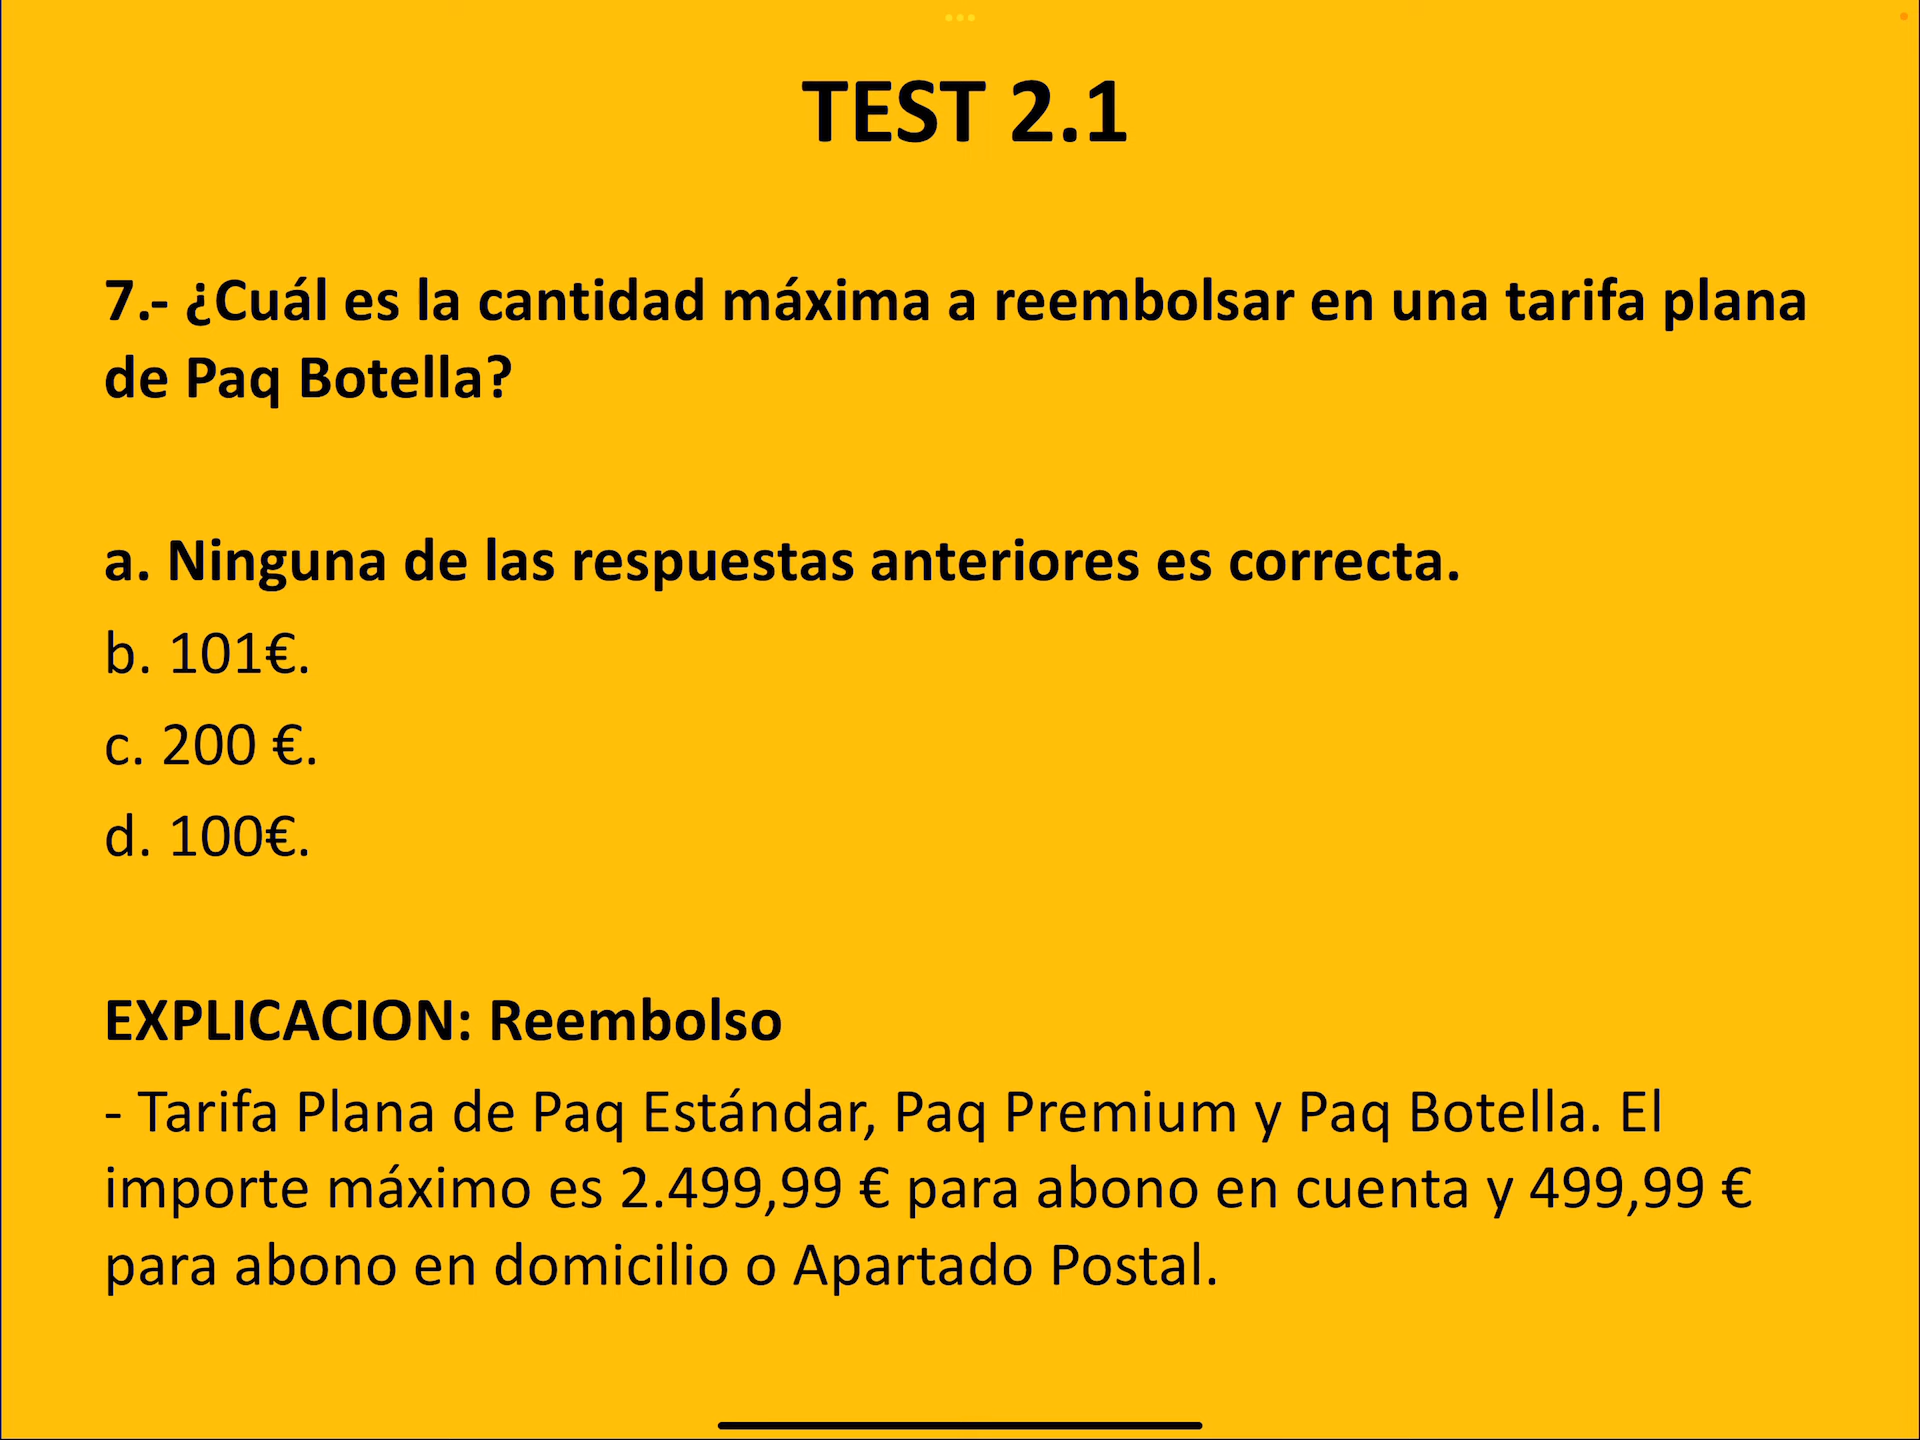 TEST 2.1
7.- ¿Cuál es la cantidad máxima a reembolsar en una tarifa plana
de Paq Botella?
a. Ninguna de las respuestas anteriores es correcta.
b. 101€.
c. 200 €.
d. 100€.
EXPLICACION: Reembolso
- Tarifa Plana de Paq Estándar, Paq Premium y Paq Botella. El
importe máximo es 2.499,99 € para abono en cuenta y 499,99 €
para abono en domicilio o Apartado Postal.